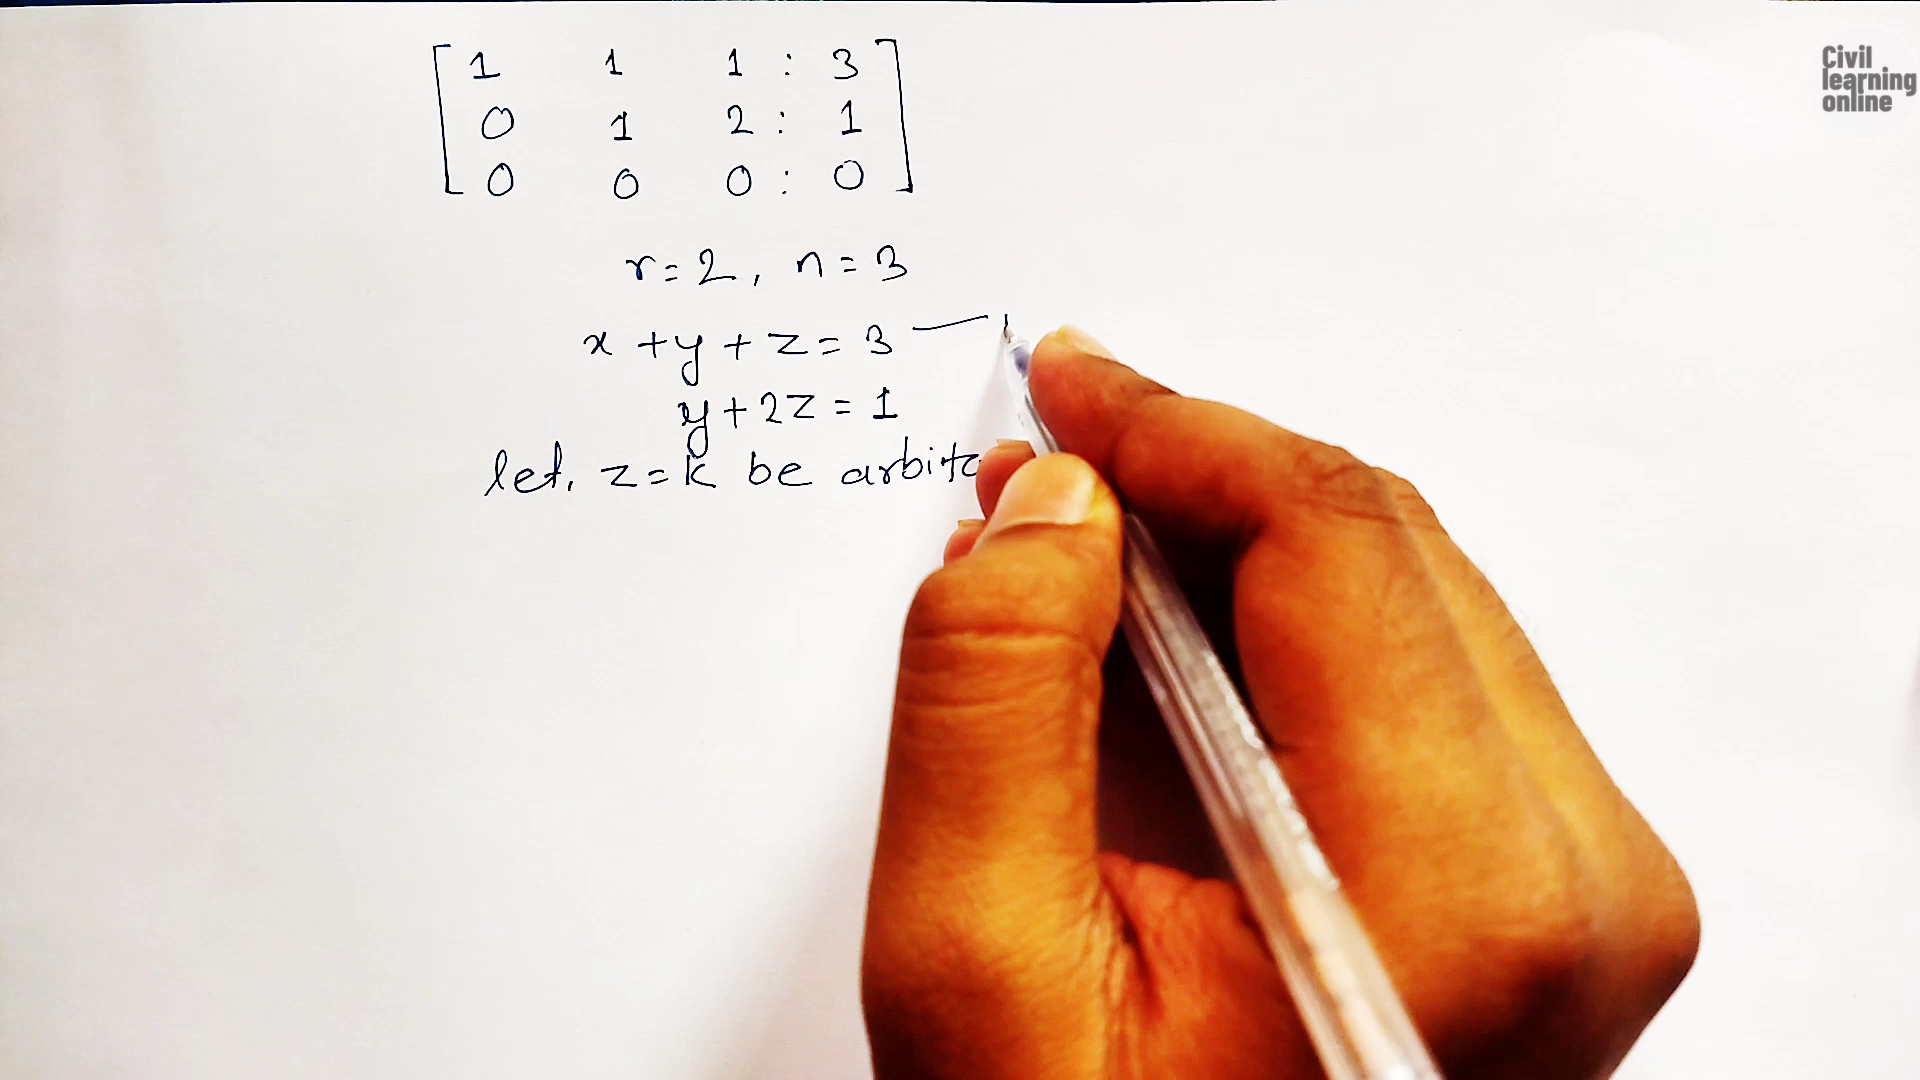 1 1 1 : 3
0 1 2 : 1
0 0 0 : 0
r = 2, n = 3
x + y + z = 3
y + 2z = 1
let, z = k be
Civil
learning
online